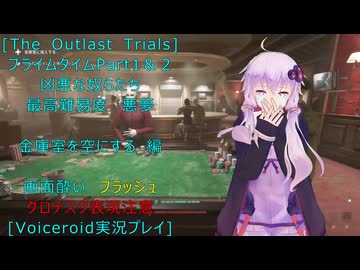 [The Outlast Trials]
プライムタイムPart1＆2
凶悪な奴らたち
最高難易度　悪夢
金庫室を空にする 編
画面酔い　フラッシュ
グロテスク表現注意
[Voiceroid実況プレイ]